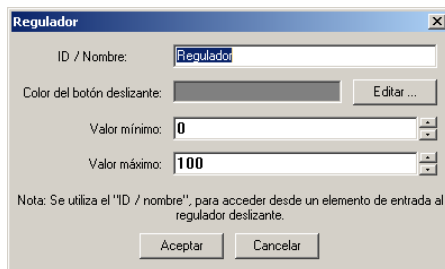 Regulador
ID / Nombre: Regulador
Color del botón deslizante: Editar ...
Valor mínimo: 0
Valor máximo: 100
Nota: Se utiliza el "ID / nombre", para acceder desde un elemento de entrada al
regulador deslizante.
Aceptar Cancelar